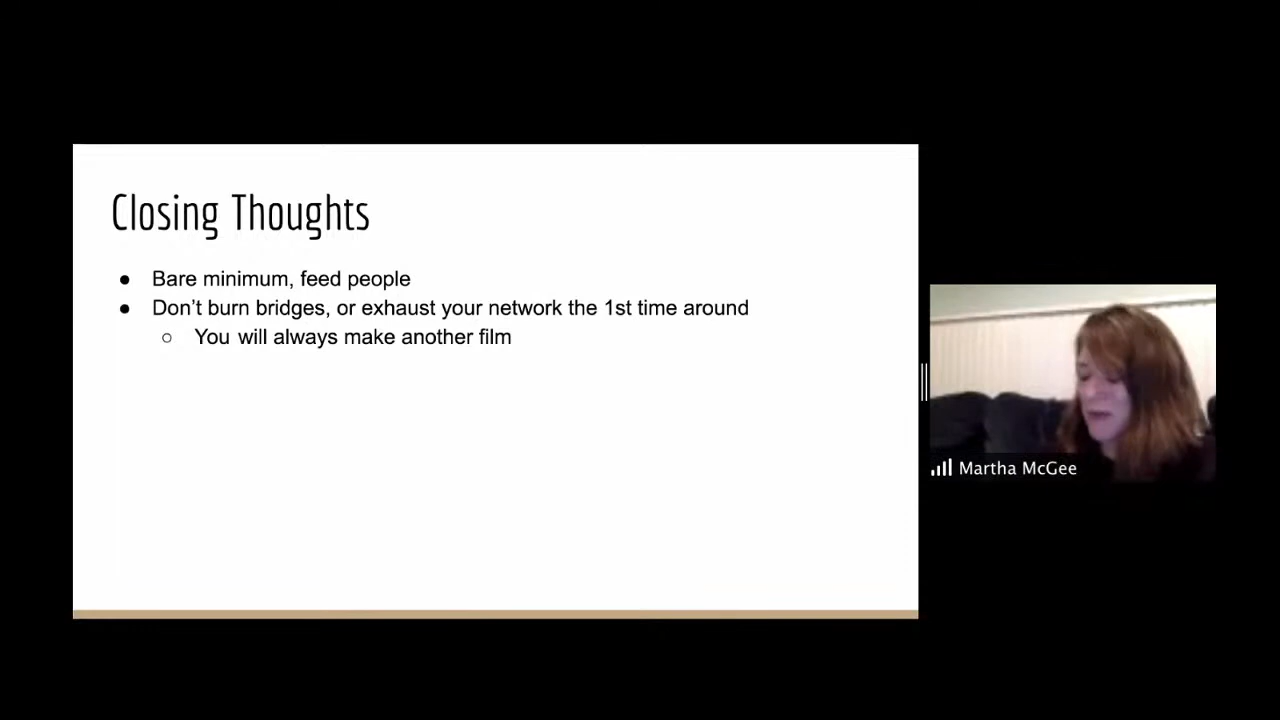 Closing Thoughts
● Bare minimum, feed people
● Don’t burn bridges, or exhaust your network the 1st time around
○ You will always make another film
Martha McGee